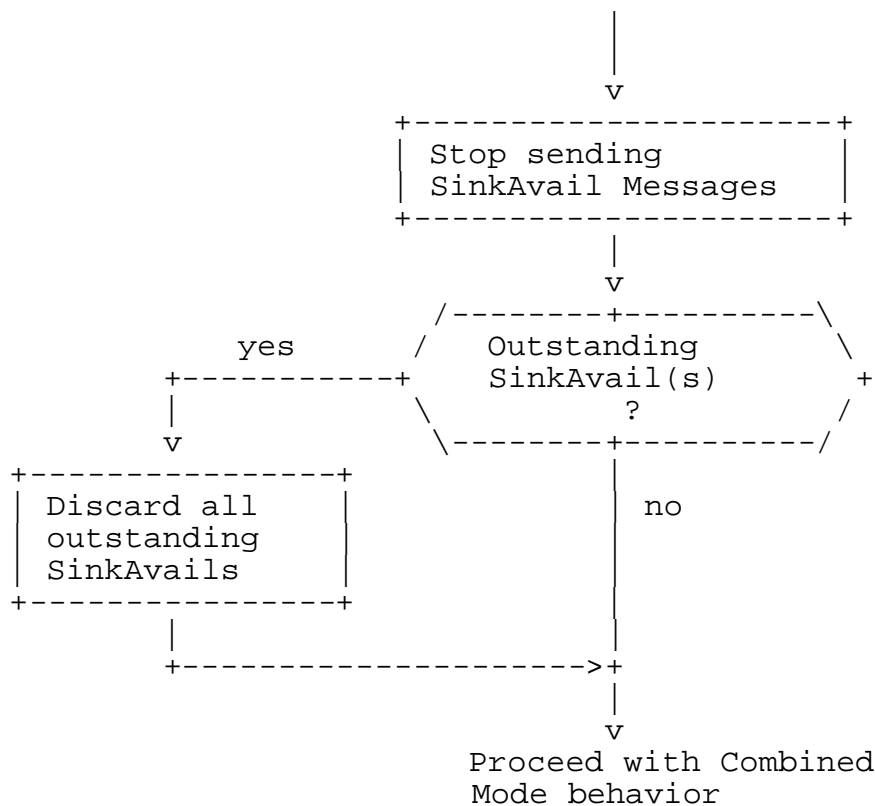 Stop sending
SinkAvail Messages
yes
Outstanding
SinkAvail(s)
?
Discard all
outstanding
SinkAvails
no
Proceed with Combined
Mode behavior